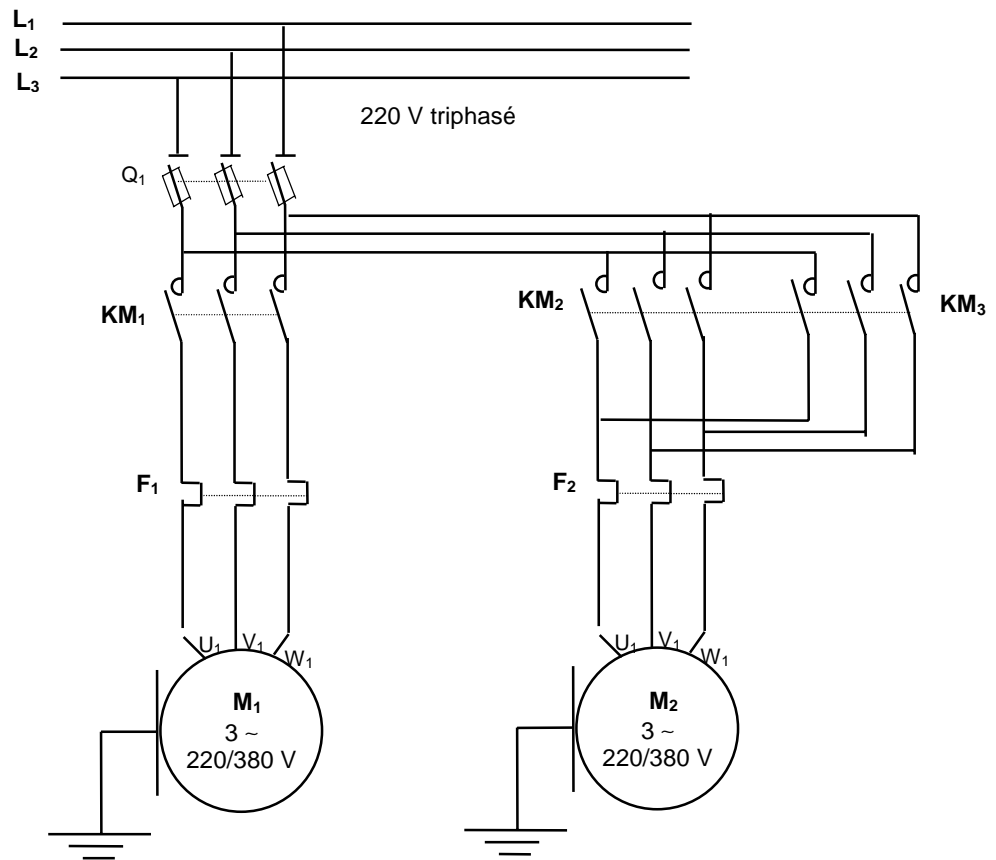 L₁
L₂
L₃
220 V triphasé
Q₁
KM₁
KM₂
KM₃
F₁
F₂
U₁ V₁ W₁
M₁
3 ~
220/380 V
U₁ V₁ W₁
M₂
3 ~
220/380 V